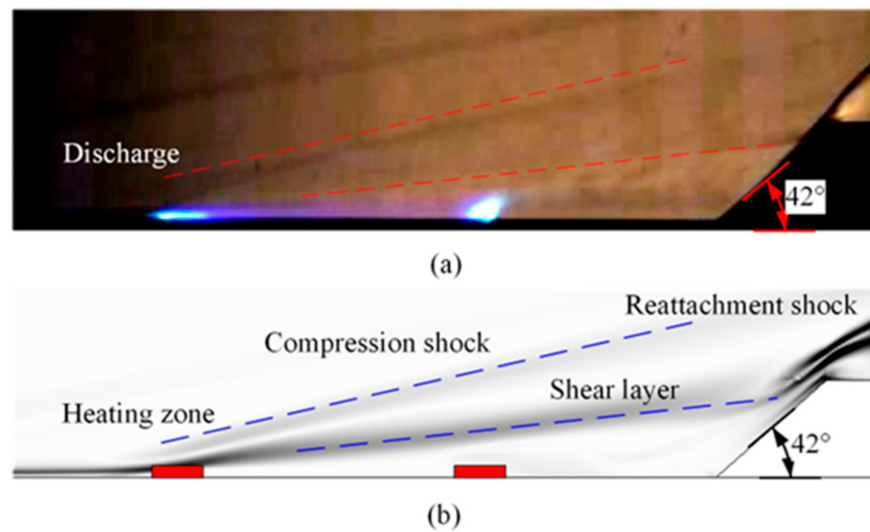 Discharge
42°
(a)
Reattachment shock
Compression shock
Shear layer
Heating zone
42°
(b)